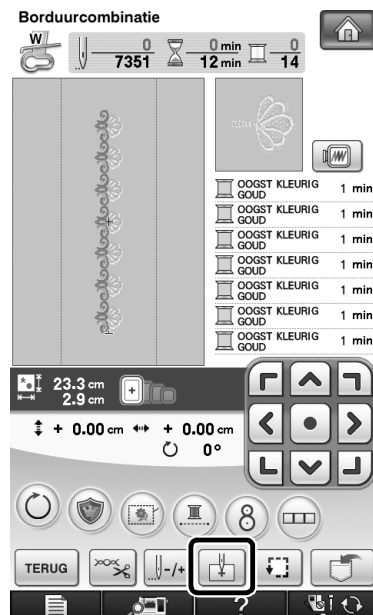 Borduurcombinatie
W
0 0 min 0
7351 12 min 14
OOGST KLEURIG
GOUD 1 min
OOGST KLEURIG
GOUD 1 min
OOGST KLEURIG
GOUD 1 min
OOGST KLEURIG
GOUD 1 min
OOGST KLEURIG
GOUD 1 min
OOGST KLEURIG
GOUD 1 min
OOGST KLEURIG
GOUD 1 min
23.3 cm
2.9 cm
+ 0.00 cm + 0.00 cm
0°
8
TERUG -/+
? i